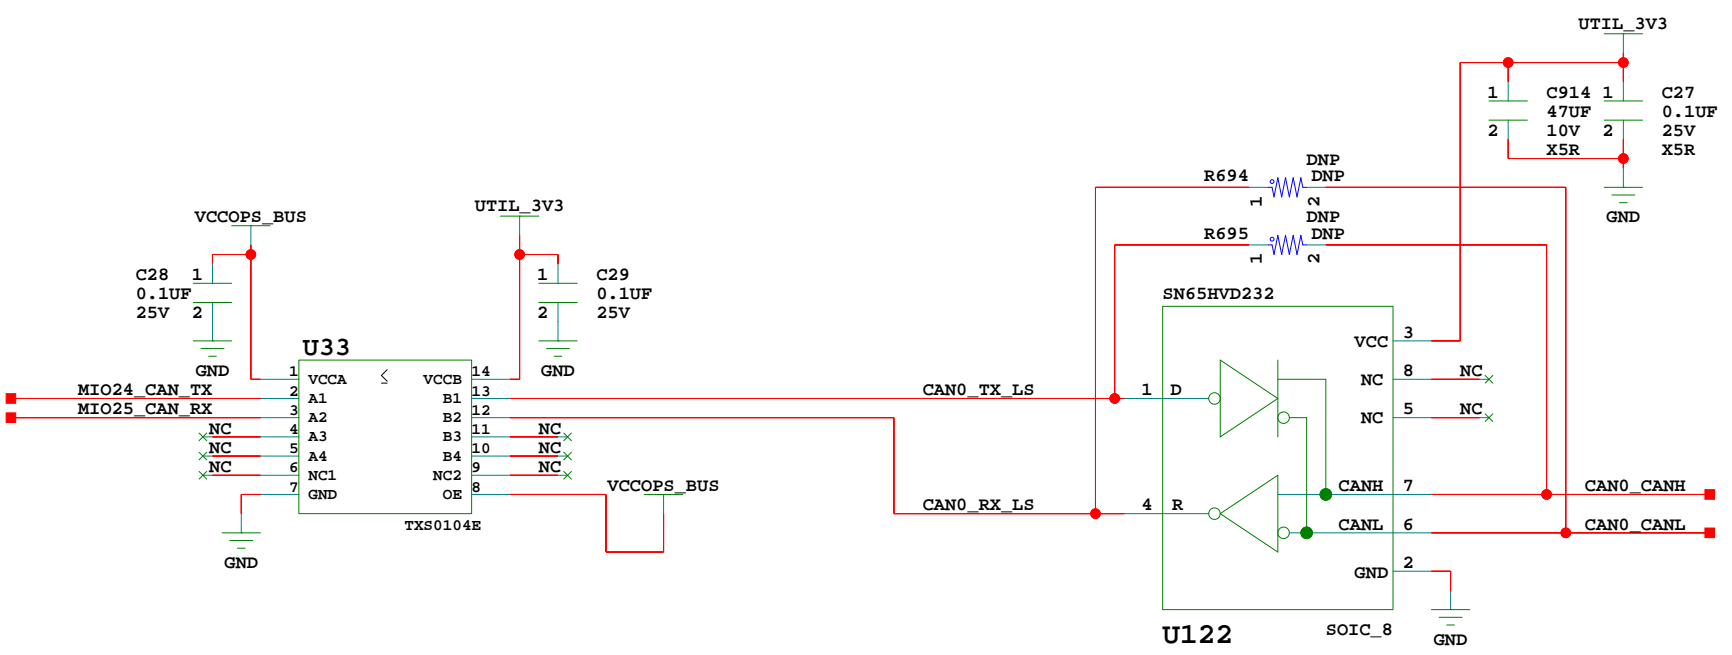 UTIL_3V3
1 C914 1 C27
47UF 0.1UF
2 10V 2 25V
X5R X5R
GND
DNP
R694 DNP
1 2
DNP
R695 DNP
1 2
VCCOPS_BUS
UTIL_3V3
C28 1
0.1UF
25V 2
GND
1 C29
0.1UF
2 25V
GND
U33
1 VCCA VCCB 14
MIO24_CAN_TX 2 A1 B1 13 CAN0_TX_LS
MIO25_CAN_RX 3 A2 B2 12
NC 4 A3 B3 11 NC
NC 5 A4 B4 10 NC
NC 6 NC1 NC2 9 NC
7 GND OE 8
VCCOPS_BUS
TXS0104E
GND
CAN0_RX_LS
SN65HVD232
VCC 3
NC 8 NC
1 D
NC 5 NC
CANH 7 CAN0_CANH
4 R
CANL 6 CAN0_CANL
GND 2
U122
SOIC_8
GND